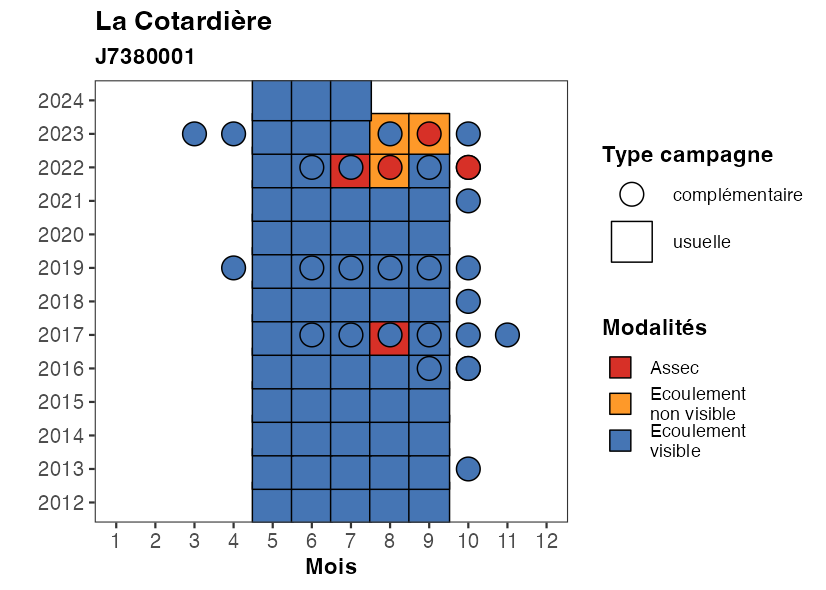 La Cotardière
J7380001
2024
2023
2022
2021
2020
2019
2018
2017
2016
2015
2014
2013
2012
1 2 3 4 5 6 7 8 9 10 11 12
Mois
Type campagne
complémentaire
usuelle
Modalités
Assec
Ecoulement
non visible
Ecoulement
visible